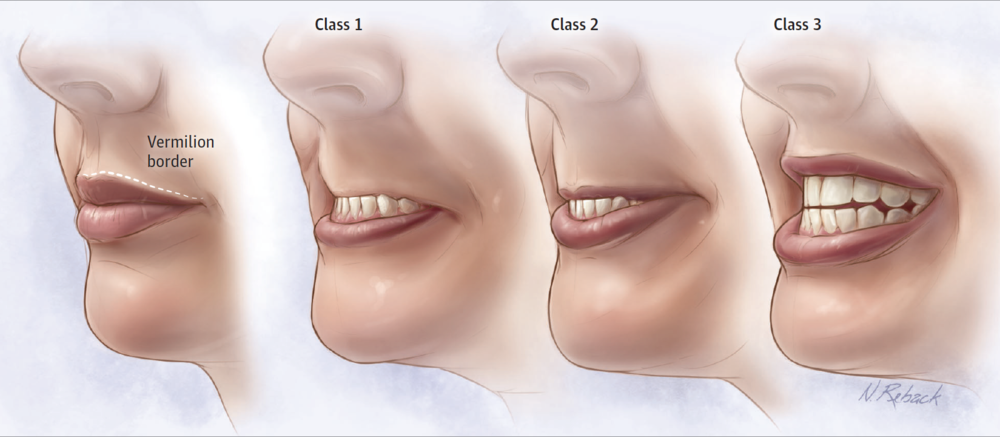 Class 1
Class 2
Class 3
Vermilion
border
N. Reback